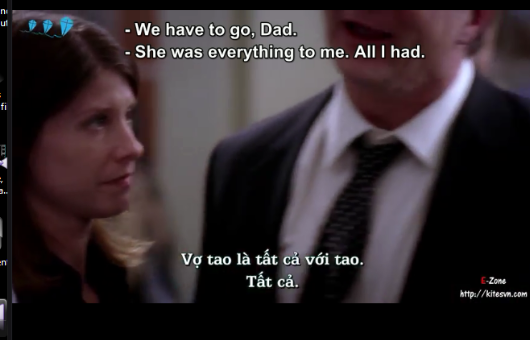 - We have to go, Dad.
- She was everything to me. All I had.
Vợ tao là tất cả với tao.
Tất cả.
E-Zone
http://kitesvn.com